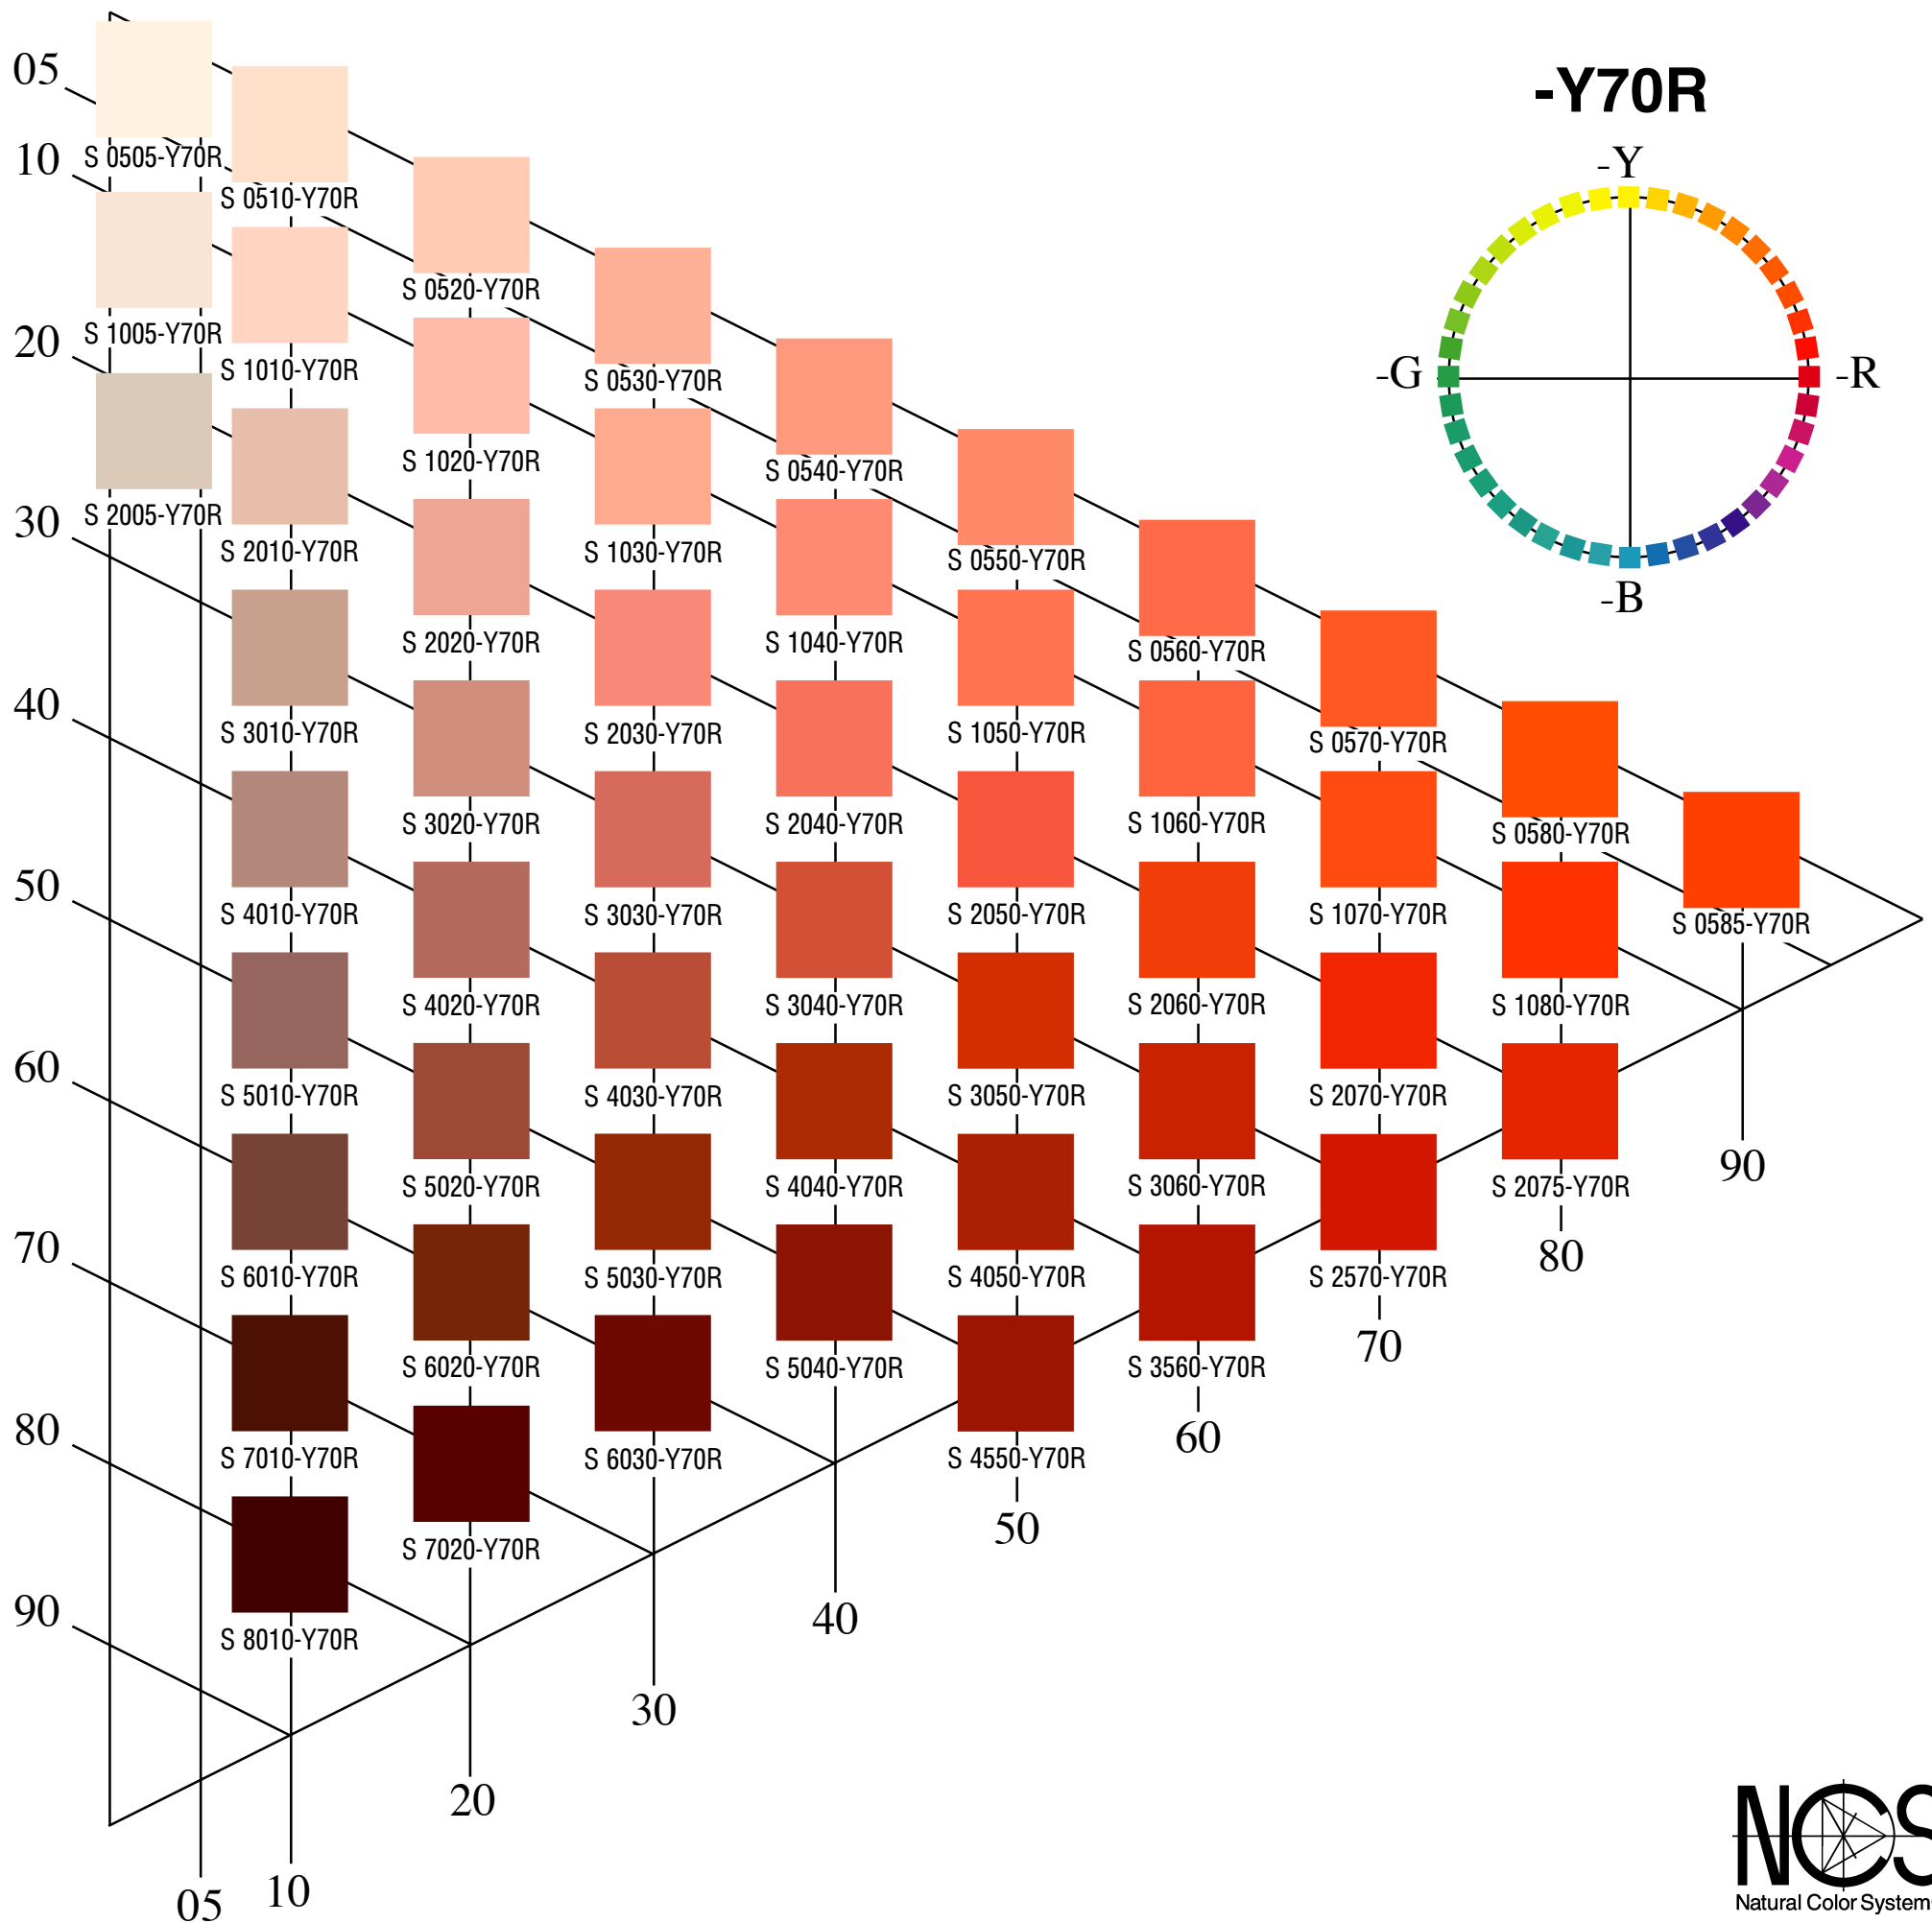 -Y70R
-Y
-G
-R
-B
05
10
20
30
40
50
60
70
80
90
S 0505-Y70R
S 0510-Y70R
S 0520-Y70R
S 1005-Y70R
S 1010-Y70R
S 0530-Y70R
S 1020-Y70R
S 0540-Y70R
S 2005-Y70R
S 2010-Y70R
S 1030-Y70R
S 0550-Y70R
S 2020-Y70R
S 1040-Y70R
S 0560-Y70R
S 3010-Y70R
S 2030-Y70R
S 1050-Y70R
S 0570-Y70R
S 3020-Y70R
S 2040-Y70R
S 1060-Y70R
S 0580-Y70R
S 4010-Y70R
S 3030-Y70R
S 2050-Y70R
S 1070-Y70R
S 0585-Y70R
S 4020-Y70R
S 3040-Y70R
S 2060-Y70R
S 1080-Y70R
S 5010-Y70R
S 4030-Y70R
S 3050-Y70R
S 2070-Y70R
S 5020-Y70R
S 4040-Y70R
S 3060-Y70R
S 2075-Y70R
S 6010-Y70R
S 5030-Y70R
S 4050-Y70R
S 2570-Y70R
S 6020-Y70R
S 5040-Y70R
S 3560-Y70R
S 7010-Y70R
S 6030-Y70R
S 4550-Y70R
S 7020-Y70R
S 8010-Y70R
90
80
70
60
50
40
30
20
10
05
NCS
Natural Color System